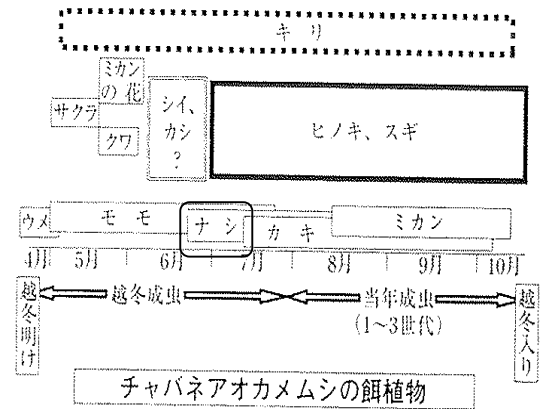 キリ
ミカン
の花
サクラ
クワ
シイ、
カシ
?
ヒノキ、スギ
ウメ
モモ
ナシ
カキ
ミカン
4月 5月 6月 7月 8月 9月 10月
越冬明け
越冬成虫
当年成虫
(1~3世代)
越冬入り
チャバネアオカメムシの餌植物